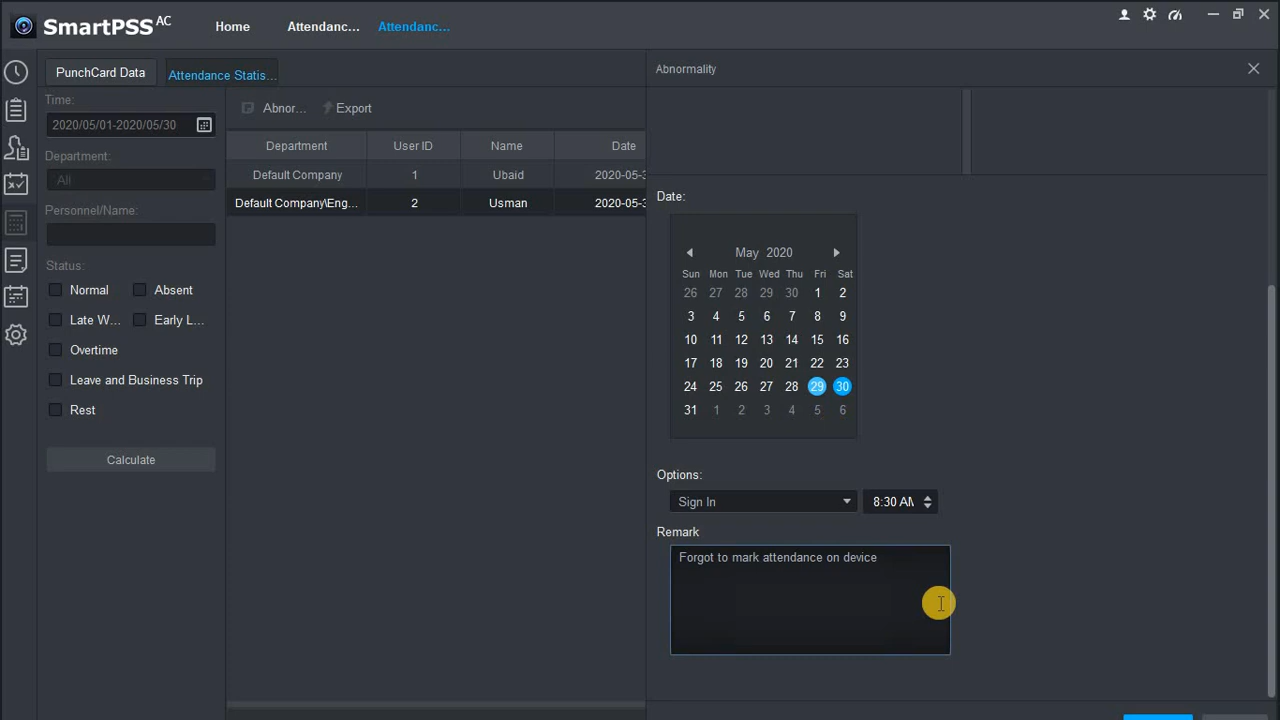 SmartPSS AC
Home
Attendanc...
Attendanc...
PunchCard Data
Attendance Statis...
Abnormality
Time:
2020/05/01-2020/05/30
Department:
All
Personnel/Name:
Status:
Normal
Absent
Late W...
Early L...
Overtime
Leave and Business Trip
Rest
Calculate
Abnor...
Export
Department User ID Name Date
Default Company 1 Ubaid 2020-05-3
Default Company\Eng... 2 Usman 2020-05-3
Date:
May 2020
Sun Mon Tue Wed Thu Fri Sat
26 27 28 29 30 1 2
3 4 5 6 7 8 9
10 11 12 13 14 15 16
17 18 19 20 21 22 23
24 25 26 27 28 29 30
31 1 2 3 4 5 6
Options:
Sign In
8:30 AM
Remark
Forgot to mark attendance on device